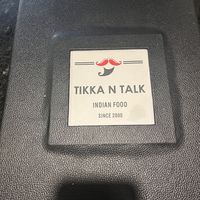 TIKKA N TALK
INDIAN FOOD
SINCE 2000